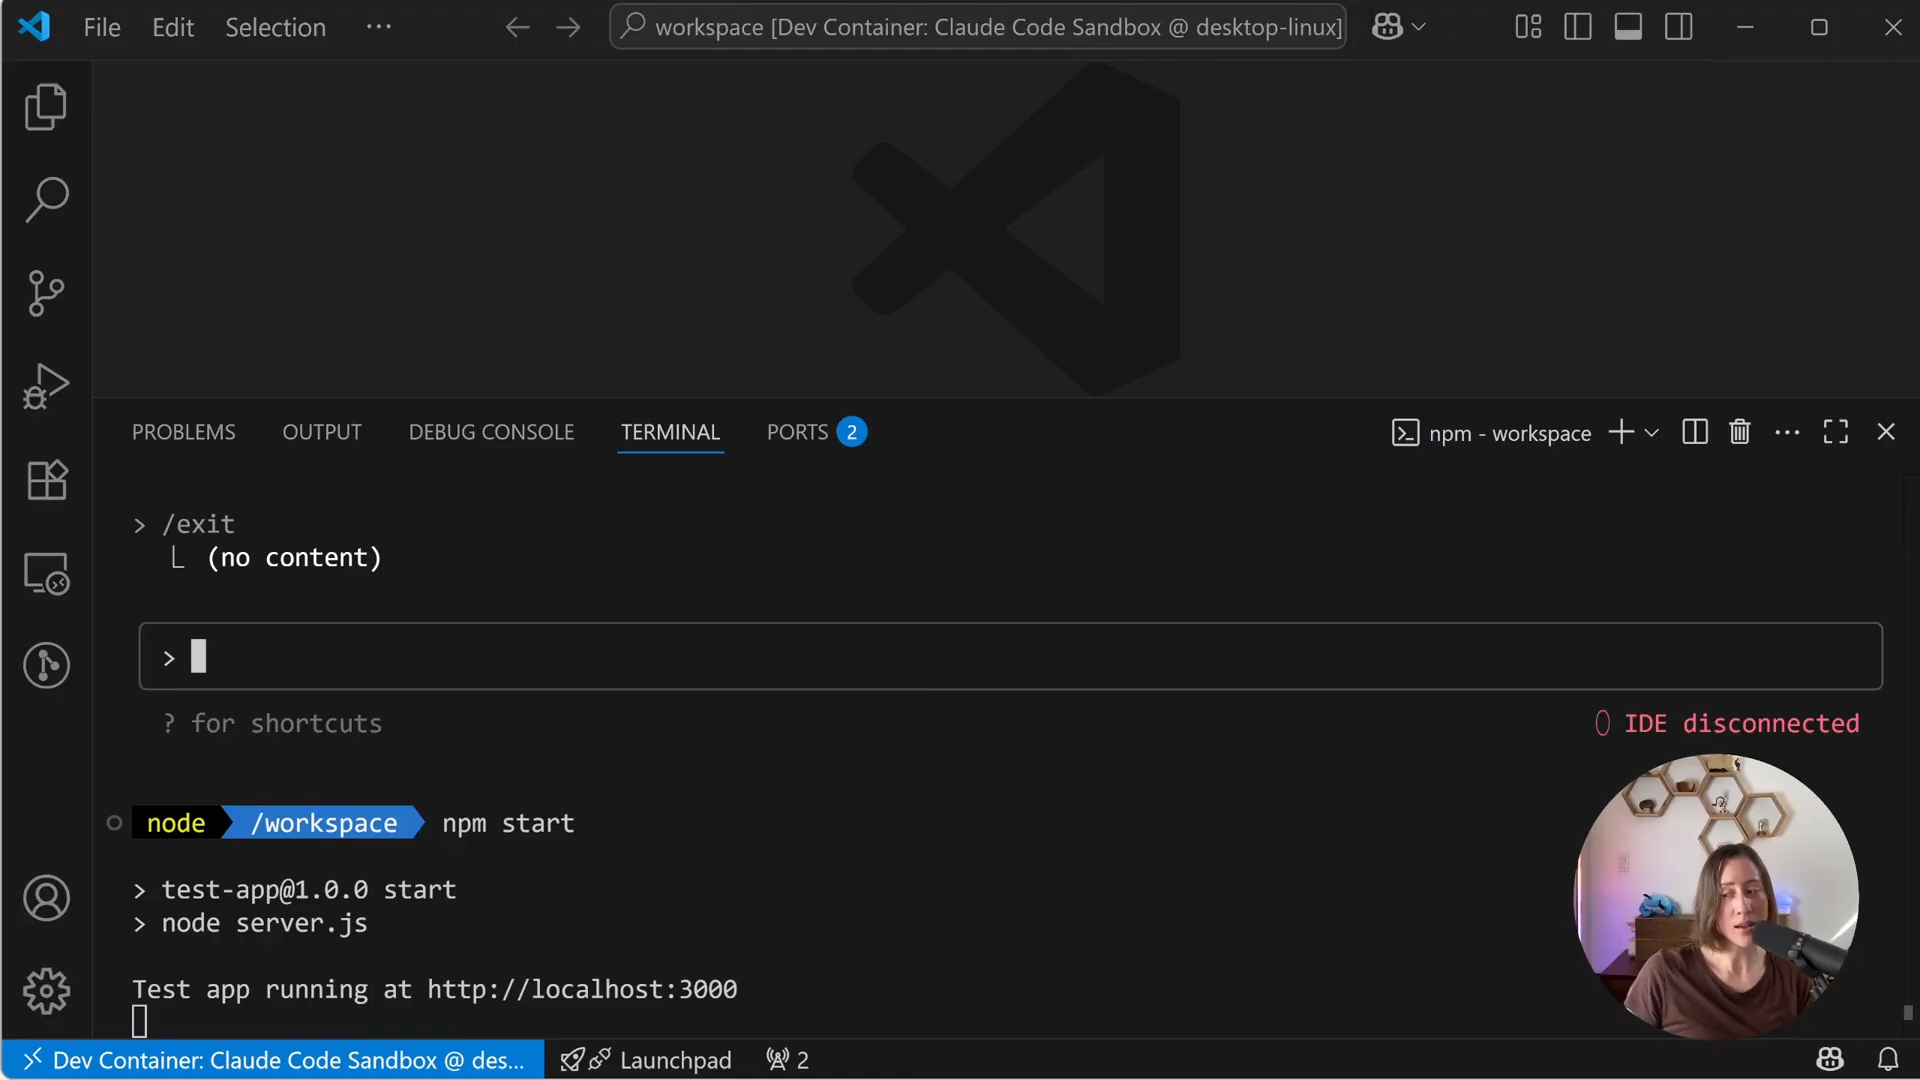 File Edit Selection ···
workspace [Dev Container: Claude Code Sandbox @ desktop-linux]
PROBLEMS OUTPUT DEBUG CONSOLE TERMINAL PORTS 2
npm - workspace
> /exit
(no content)
>
? for shortcuts
IDE disconnected
node /workspace npm start
> test-app@1.0.0 start
> node server.js
Test app running at http://localhost:3000
Dev Container: Claude Code Sandbox @ des... Launchpad 2